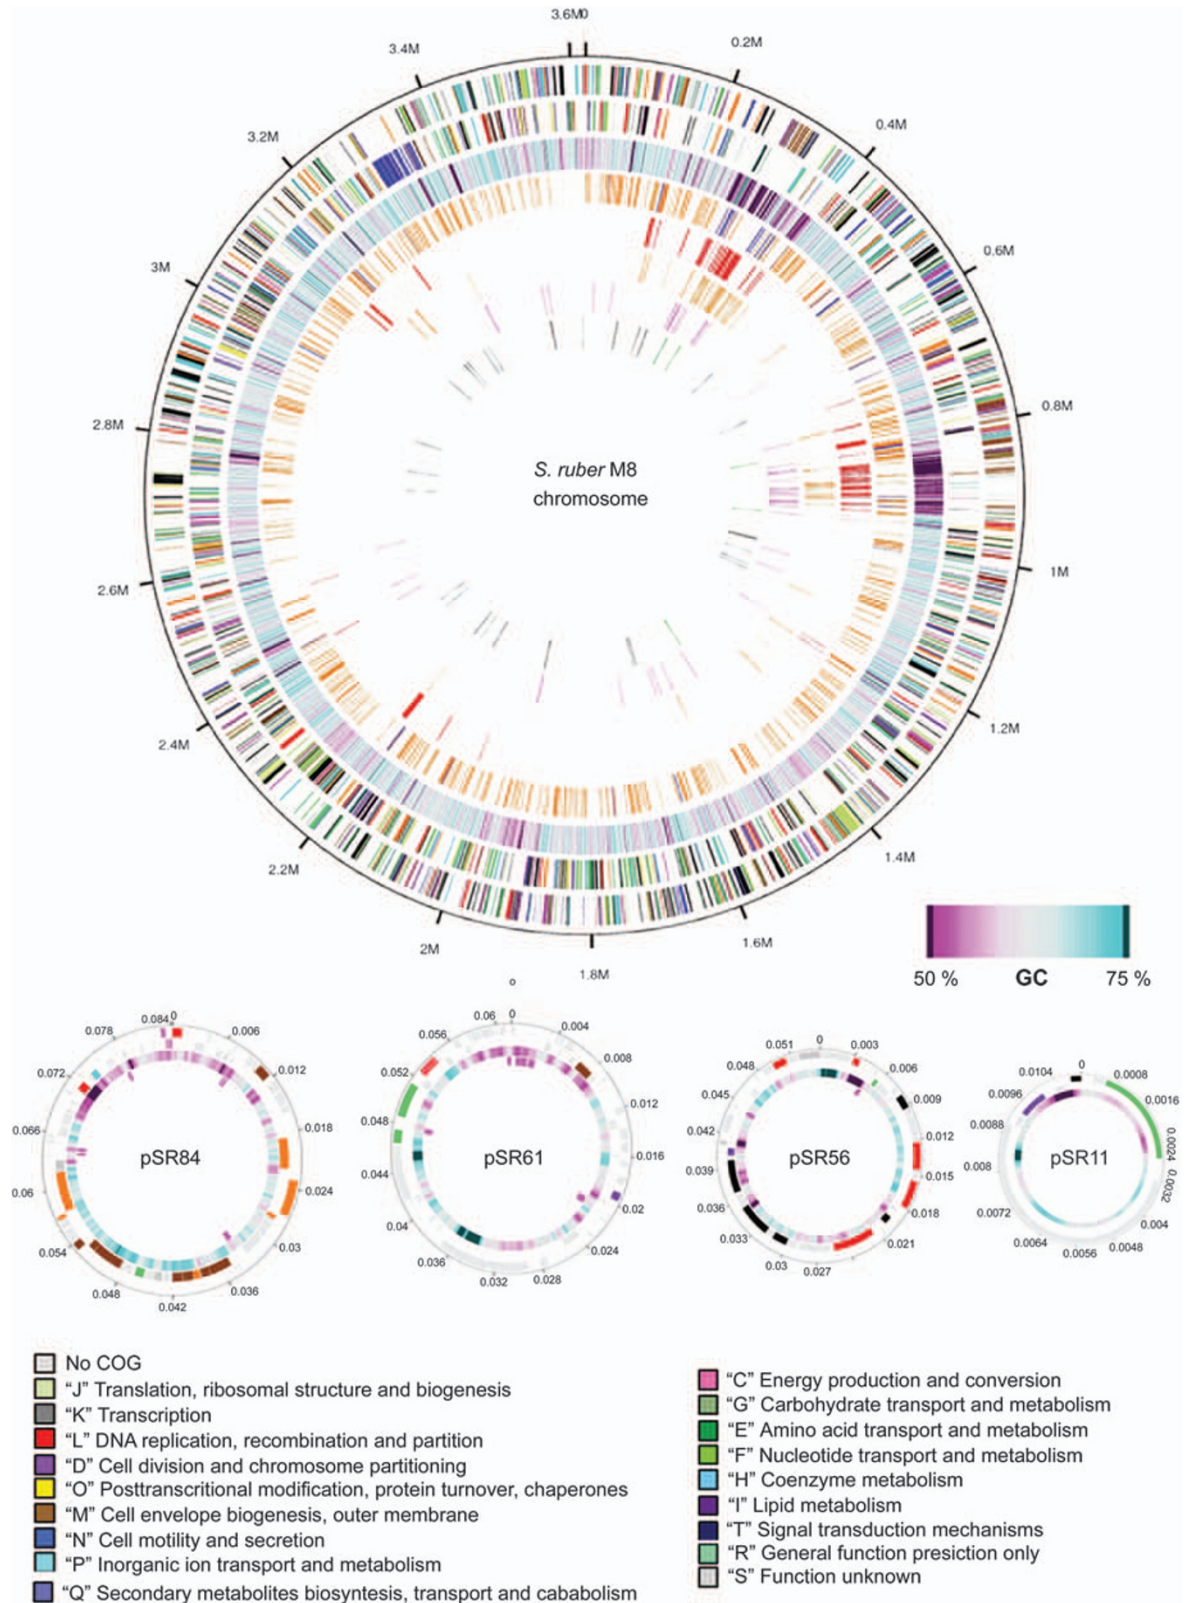 3.6M0
0.2M
0.4M
0.6M
0.8M
1M
1.2M
1.4M
1.6M
1.8M
2M
2.2M
2.4M
2.6M
2.8M
3M
3.2M
3.4M
S. ruber M8
chromosome
50 % GC 75 %
0
0.006
0.012
0.018
0.024
0.03
0.036
0.042
0.048
0.054
0.06
0.066
0.072
0.078
0.084
pSR84
0
0.004
0.008
0.012
0.016
0.02
0.024
0.028
0.032
0.036
0.04
0.044
0.048
0.052
0.056
0.06
pSR61
0
0.003
0.006
0.009
0.012
0.015
0.018
0.021
0.027
0.03
0.033
0.036
0.039
0.042
0.045
0.048
0.051
pSR56
0
0.0008
0.0016
0.0024
0.0032
0.004
0.0048
0.0056
0.0064
0.0072
0.008
0.0088
0.0096
0.0104
pSR11
No COG
“J” Translation, ribosomal structure and biogenesis
“K” Transcription
“L” DNA replication, recombination and partition
“D” Cell division and chromosome partitioning
“O” Posttranscritional modification, protein turnover, chaperones
“M” Cell envelope biogenesis, outer membrane
“N” Cell motility and secretion
“P” Inorganic ion transport and metabolism
“Q” Secondary metabolites biosyntesis, transport and cababolism
“C” Energy production and conversion
“G” Carbohydrate transport and metabolism
“E” Amino acid transport and metabolism
“F” Nucleotide transport and metabolism
“H” Coenzyme metabolism
“I” Lipid metabolism
“T” Signal transduction mechanisms
“R” General function presiction only
“S” Function unknown